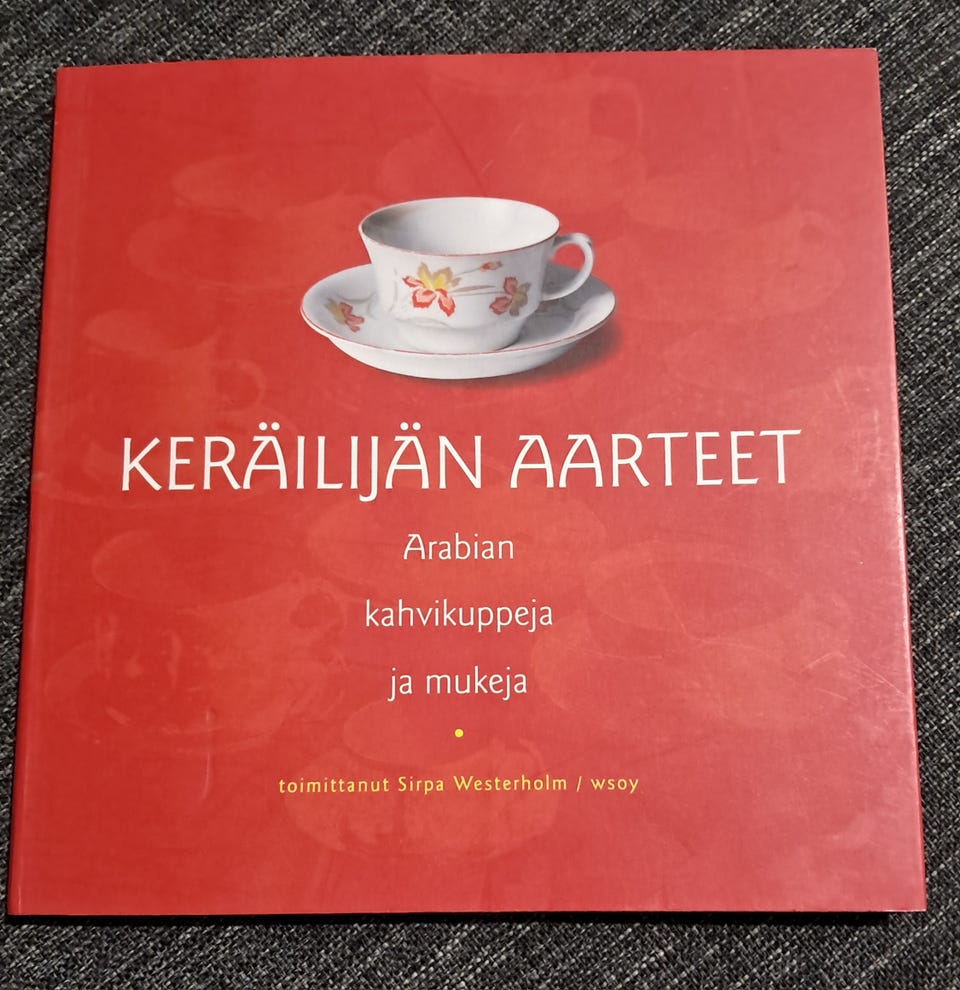 KERÄILIJÄN AARTEET
Arabian
kahvikuppeja
ja mukeja
toimittanut Sirpa Westerholm / wsoy